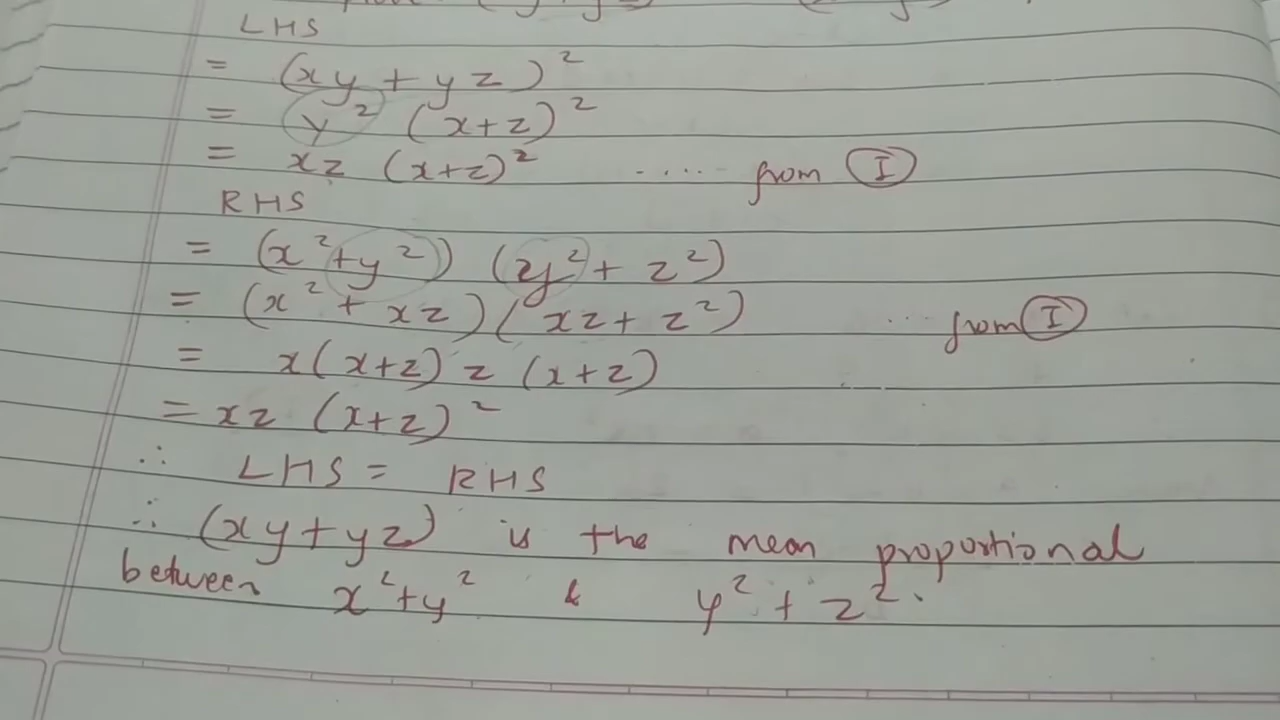 LHS
= (xy + yz)²
= y² (x+z)²
= xz (x+z)² .... from I
RHS
= (x²+y²) (y²+ z²)
= (x² + xz) (xz + z²) ... from I
= x(x+z) z (x+z)
= xz (x+z)²
∴ LHS = RHS
∴ (xy+yz) is the mean proportional
between x²+y² & y² + z².